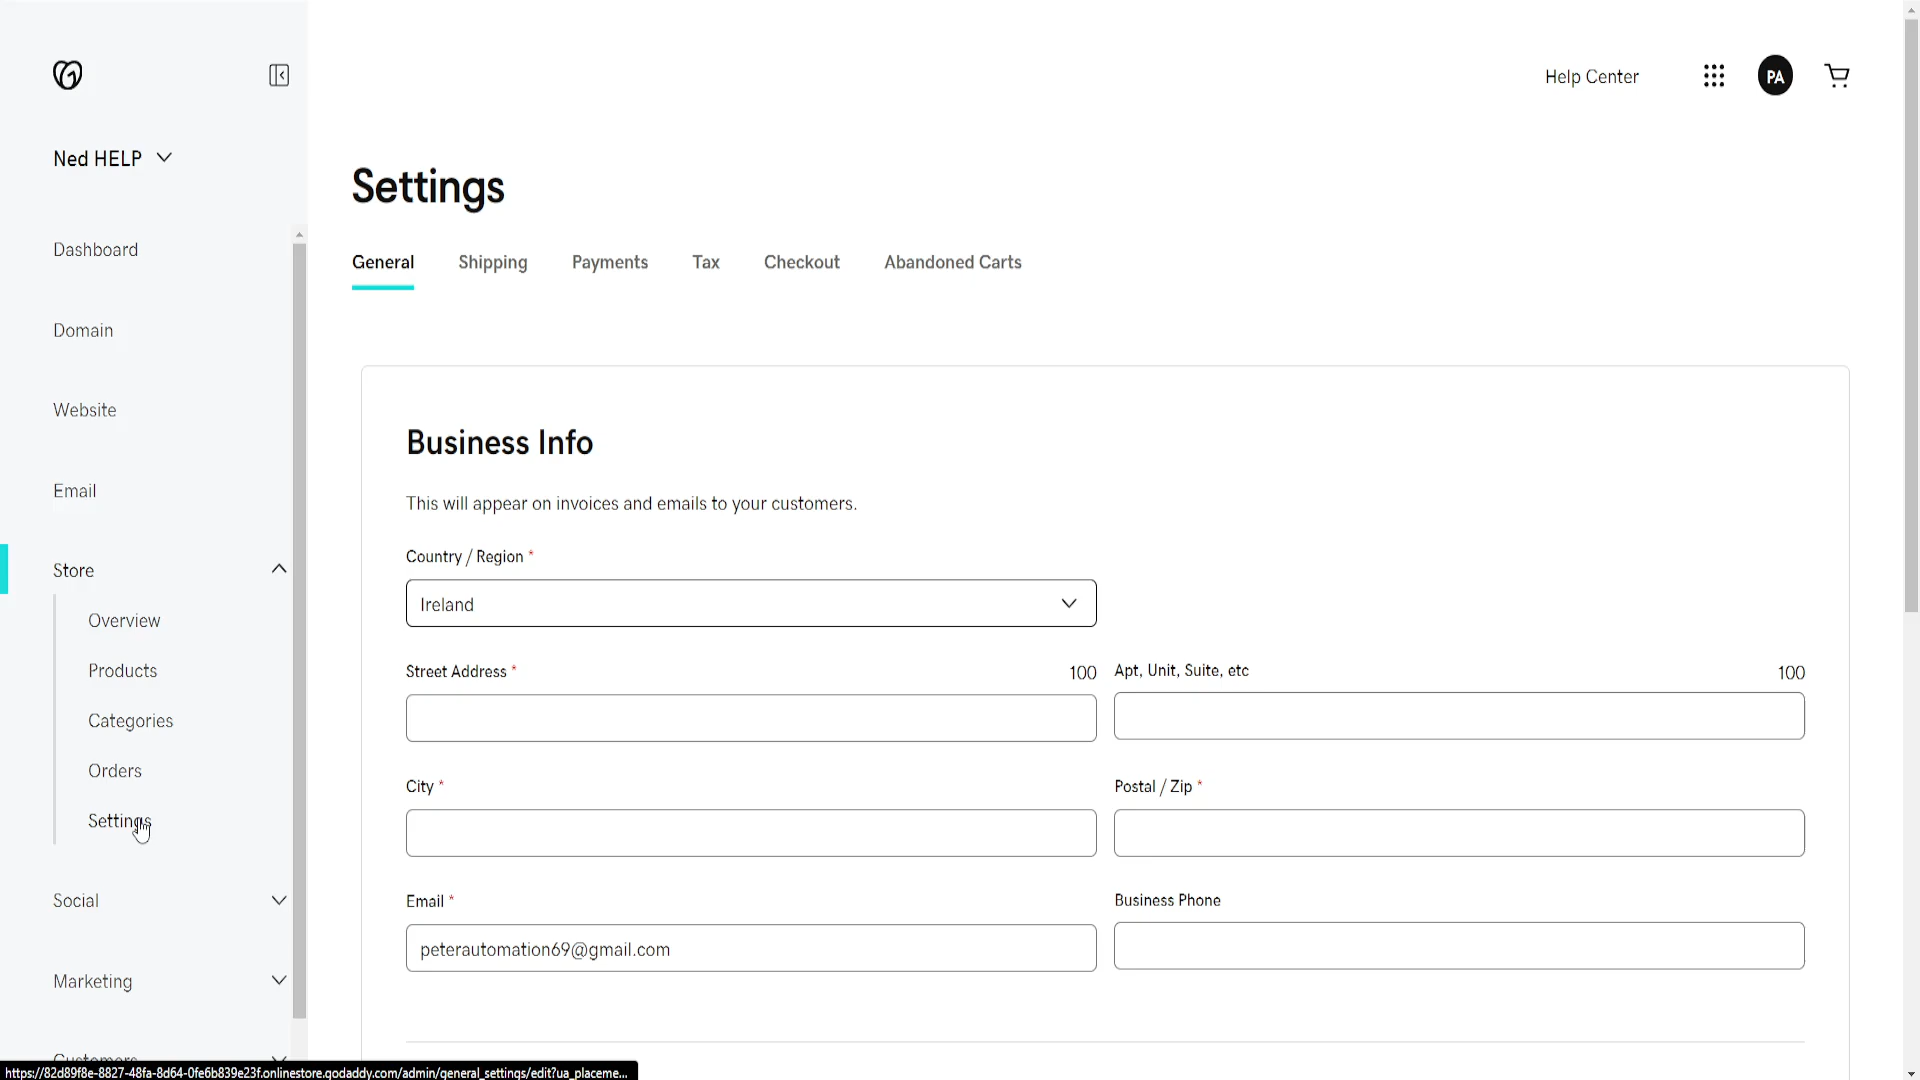 Help Center
PA
Ned HELP
Settings
Dashboard
General Shipping Payments Tax Checkout Abandoned Carts
Domain
Website
Business Info
Email
This will appear on invoices and emails to your customers.
Country / Region *
Store
Ireland
Overview
Products
Street Address * 100 Apt, Unit, Suite, etc 100
Categories
Orders
City * Postal / Zip *
Settings
Social
Email * Business Phone
peterautomation69@gmail.com
Marketing
Customers
https://82d89f8e-8827-48fa-8d64-0fe6b839e23f.onlinestore.godaddy.com/admin/general_settings/edit?ua_placeme...